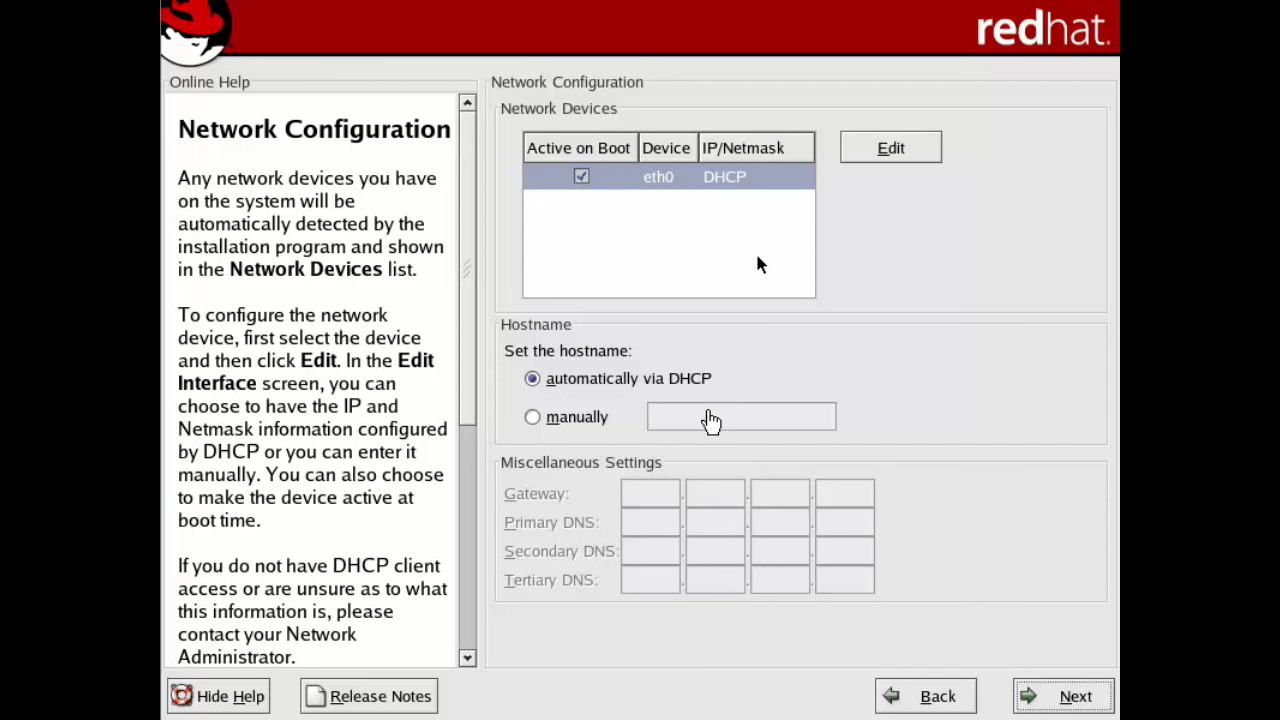 redhat.
Online Help
Network Configuration
Any network devices you have
on the system will be
automatically detected by the
installation program and shown
in the Network Devices list.
To configure the network
device, first select the device
and then click Edit. In the Edit
Interface screen, you can
choose to have the IP and
Netmask information configured
by DHCP or you can enter it
manually. You can also choose
to make the device active at
boot time.
If you do not have DHCP client
access or are unsure as to what
this information is, please
contact your Network
Administrator.
Network Configuration
Network Devices
Active on Boot Device IP/Netmask
eth0 DHCP
Edit
Hostname
Set the hostname:
automatically via DHCP
manually
Miscellaneous Settings
Gateway:
Primary DNS:
Secondary DNS:
Tertiary DNS:
Hide Help
Release Notes
Back
Next